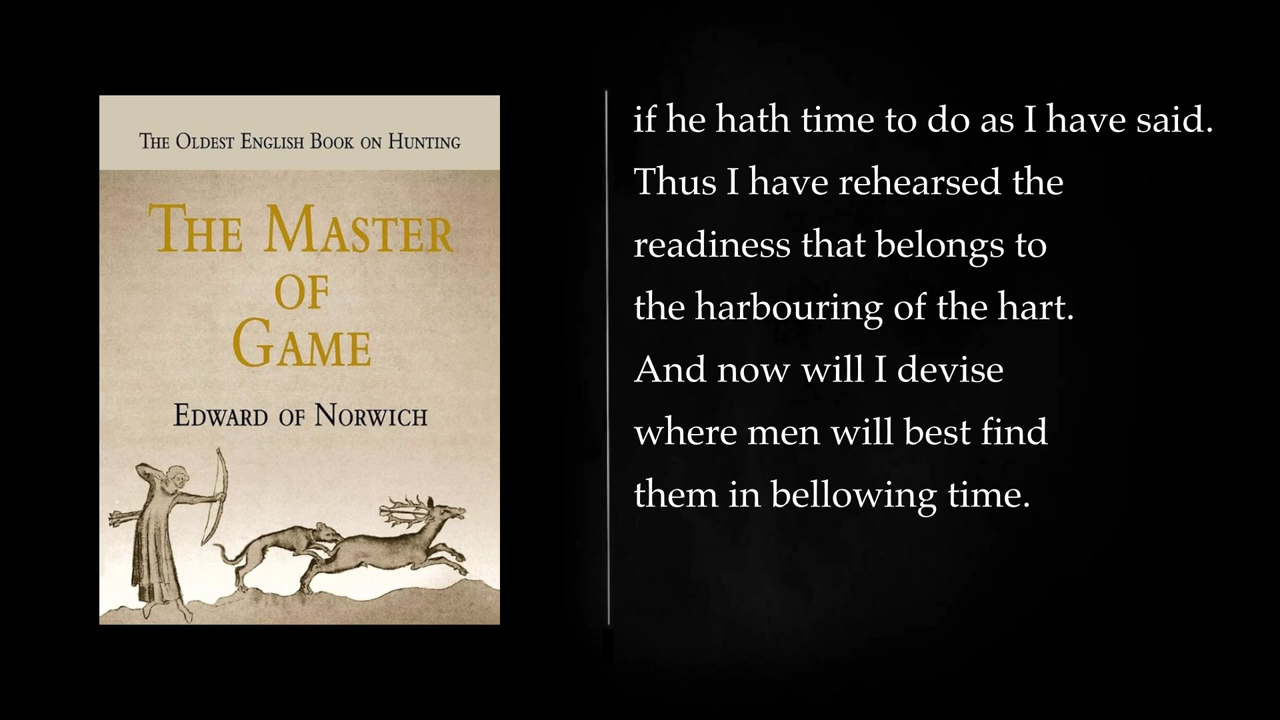 THE OLDEST ENGLISH BOOK ON HUNTING
THE MASTER
OF
GAME
EDWARD OF NORWICH
if he hath time to do as I have said.
Thus I have rehearsed the
readiness that belongs to
the harbouring of the hart.
And now will I devise
where men will best find
them in bellowing time.